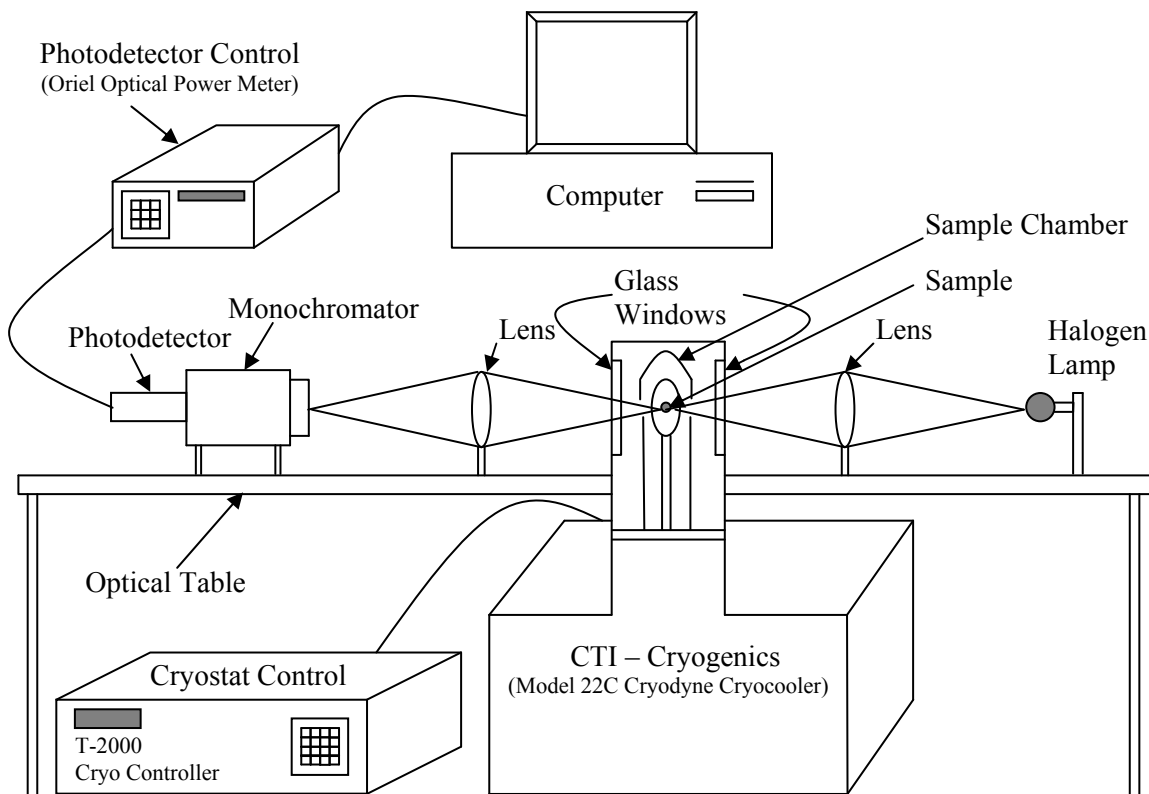 Photodetector Control
(Oriel Optical Power Meter)
Computer
Sample Chamber
Sample
Glass
Windows
Monochromator
Photodetector
Lens
Lens
Halogen
Lamp
Optical Table
Cryostat Control
T-2000
Cryo Controller
CTI – Cryogenics
(Model 22C Cryodyne Cryocooler)